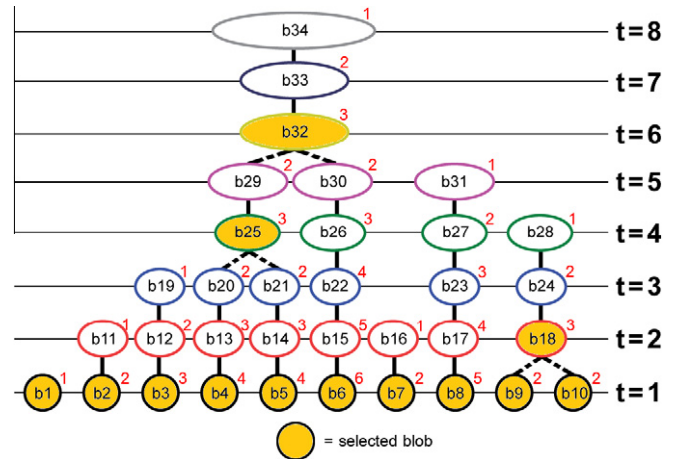 1
b34 t=8
2
b33 t=7
3
b32 t=6
2 2 1
b29 b30 b31 t=5
3 3 2 1
b25 b26 b27 b28 t=4
1 2 2 4 3 2
b19 b20 b21 b22 b23 b24 t=3
1 2 3 3 5 1 4 3
b11 b12 b13 b14 b15 b16 b17 b18 t=2
1 2 3 4 4 6 2 5 2 2
b1 b2 b3 b4 b5 b6 b7 b8 b9 b10 t=1
= selected blob